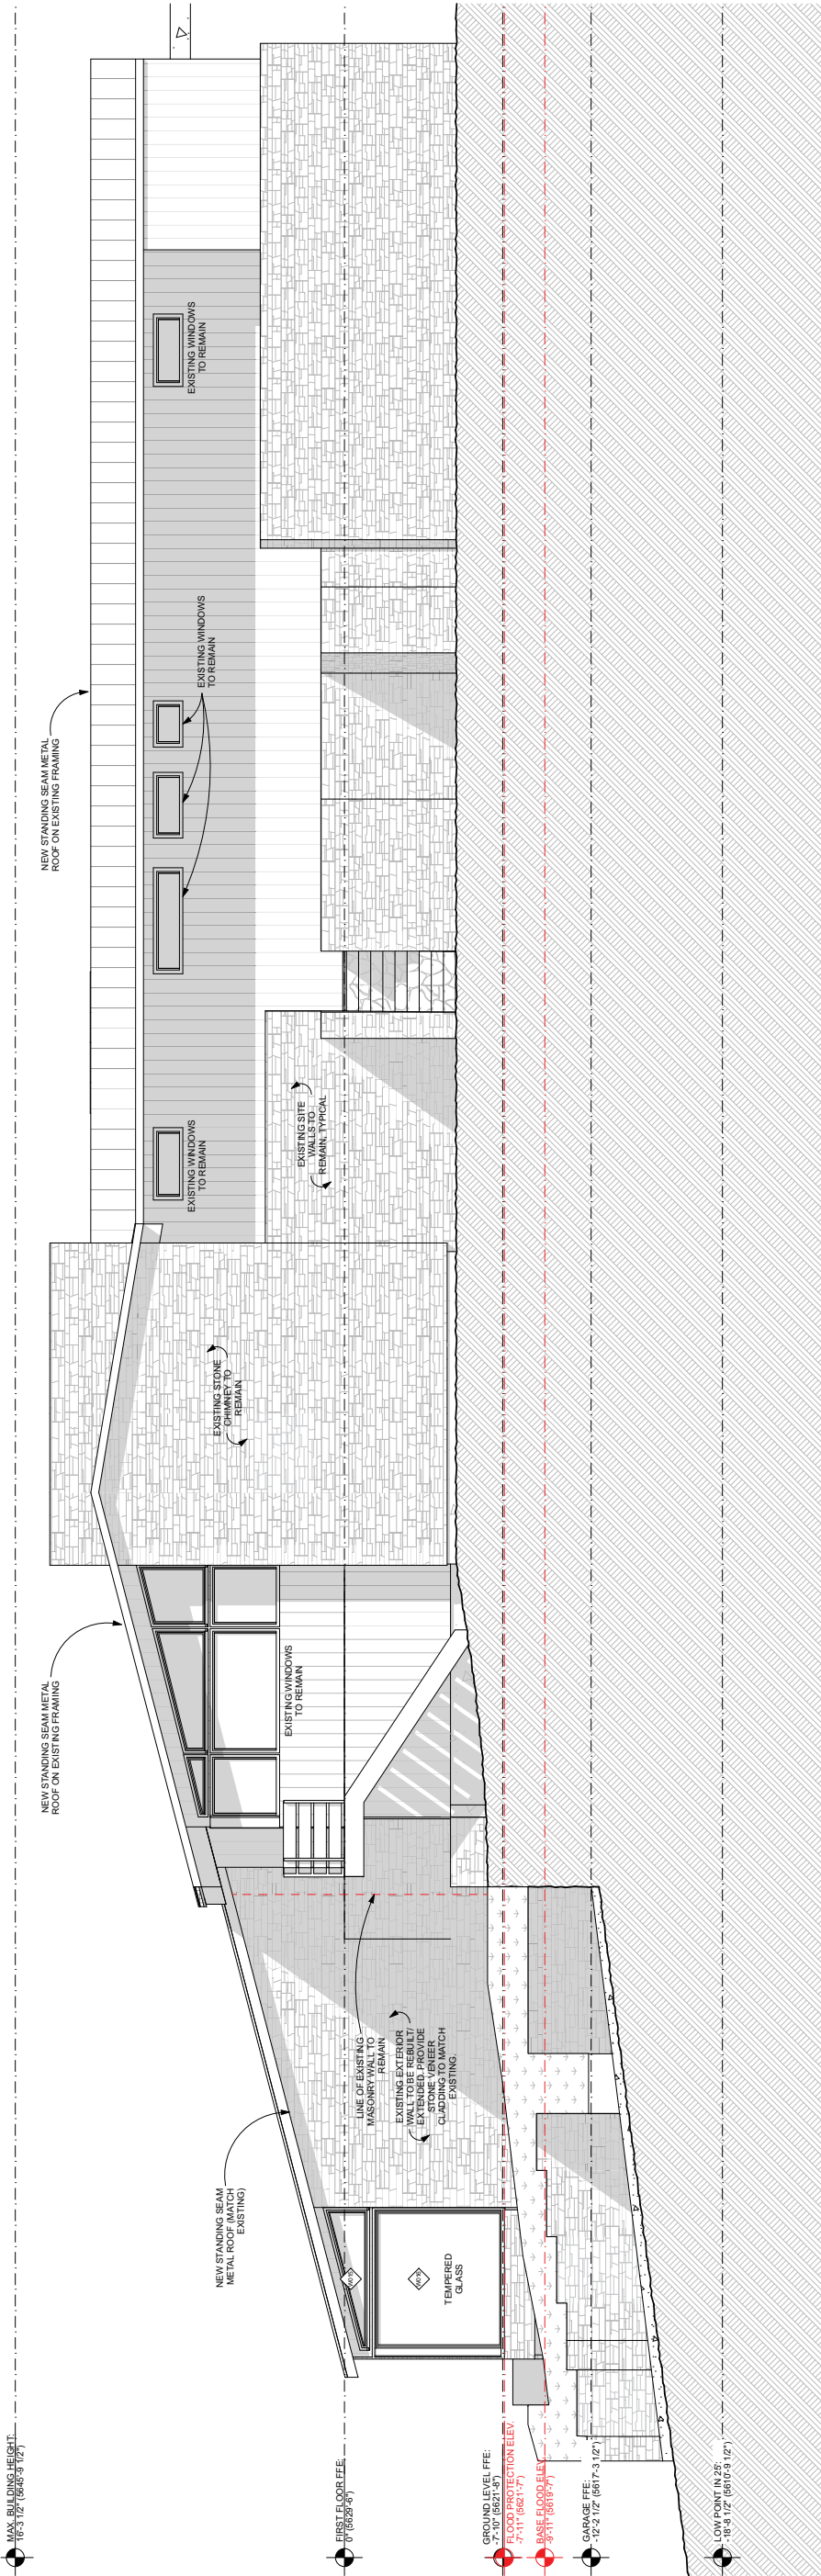 MAX. BUILDING HEIGHT:
16'-3 1/2" (5645'-9 1/2")
FIRST FLOOR FFE:
0" (5629'-6")
GROUND LEVEL FFE:
-7'-10" (5621'-8")
FLOOD PROTECTION ELEV:
-7'-11" (5621'-7")
BASE FLOOD ELEV:
-9'-11" (5619'-7")
GARAGE FFE:
-12'-2 1/2" (5617'-3 1/2")
LOW POINT IN 25':
-18'-8 1/2" (5610'-9 1/2")
NEW STANDING SEAM
METAL ROOF (MATCH
EXISTING)
TEMPERED
GLASS
LINE OF EXISTING
MASONRY WALL TO
REMAIN
EXISTING EXTERIOR
WALL TO BE REBUILT/
EXTENDED. PROVIDE
STONE VENEER
CLADDING TO MATCH
EXISTING.
NEW STANDING SEAM METAL
ROOF ON EXISTING FRAMING
EXISTING WINDOWS
TO REMAIN
EXISTING STONE
CHIMNEY TO
REMAIN
EXISTING WINDOWS
TO REMAIN
EXISTING SITE
WALLS TO
REMAIN, TYPICAL
NEW STANDING SEAM METAL
ROOF ON EXISTING FRAMING
EXISTING WINDOWS
TO REMAIN
EXISTING WINDOWS
TO REMAIN